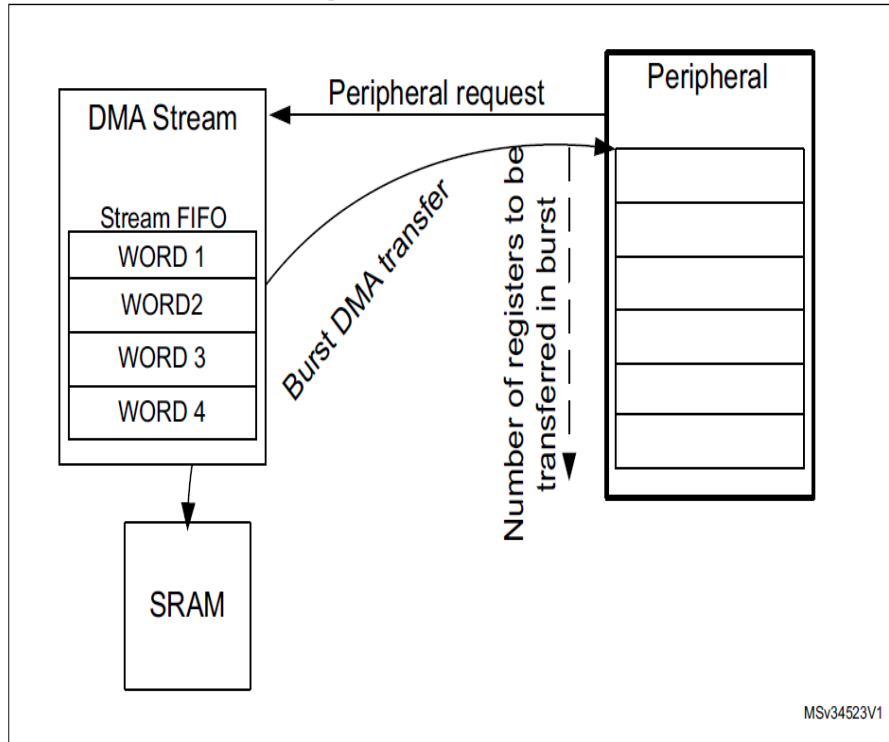 Peripheral request
Peripheral
DMA Stream
Stream FIFO
WORD 1
WORD2
WORD 3
WORD 4
Burst DMA transfer
Number of registers to be
transferred in burst
SRAM
MSv34523V1